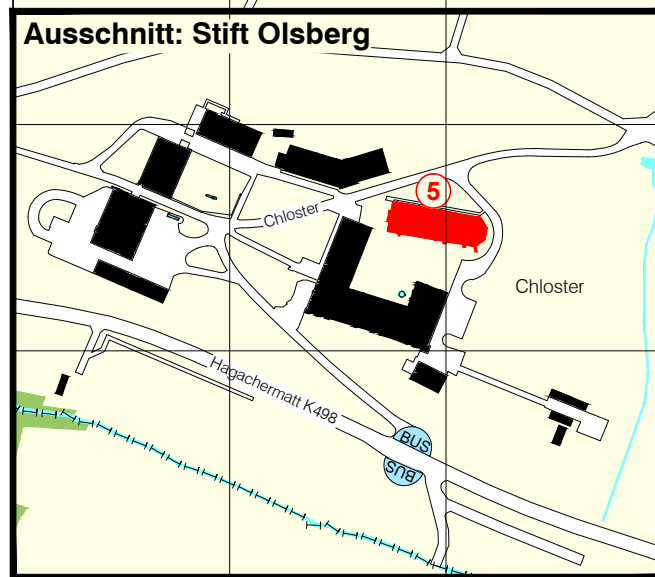 Ausschnitt: Stift Olsberg
5
Chloster
Chloster
Hagachermatt K498
BUS
BUS